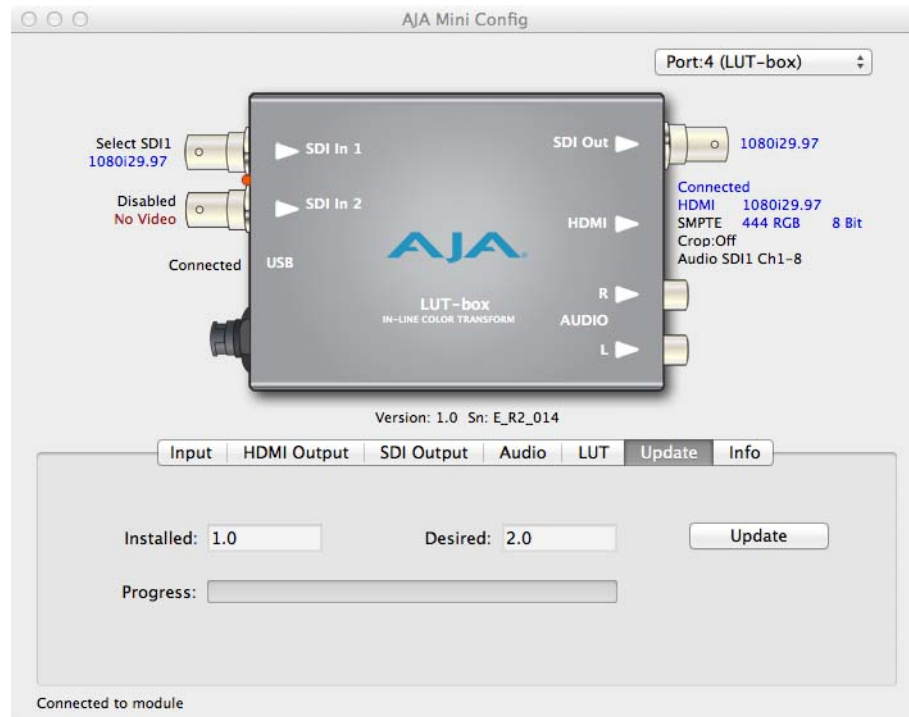 AJA Mini Config
Port:4 (LUT-box)
Select SDI1
1080i29.97
Disabled
No Video
Connected
SDI In 1
SDI In 2
USB
AJA
LUT-box
IN-LINE COLOR TRANSFORM
SDI Out
HDMI
R
AUDIO
L
1080i29.97
Connected
HDMI 1080i29.97
SMPTE 444 RGB 8 Bit
Crop:Off
Audio SDI1 Ch1-8
Version: 1.0 Sn: E_R2_014
Input HDMI Output SDI Output Audio LUT Update Info
Installed: 1.0 Desired: 2.0 Update
Progress:
Connected to module